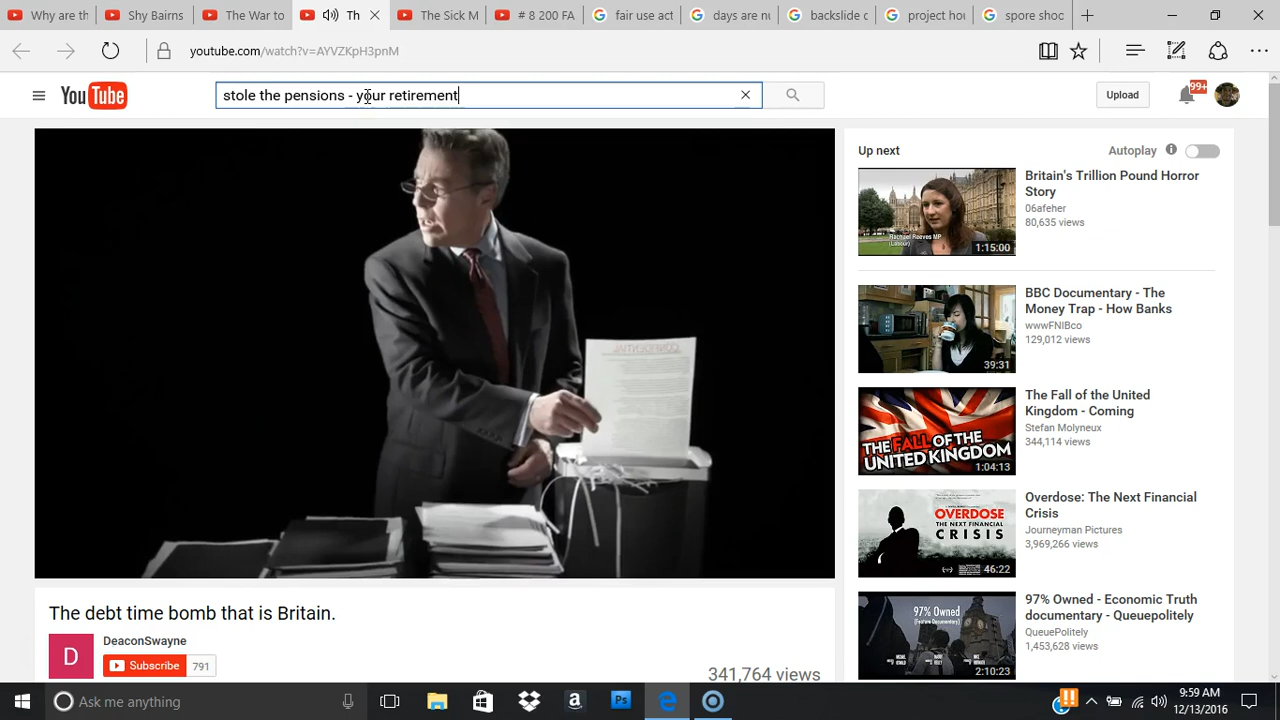 Why are th
Shy Bairns
The War to
Th
The Sick M
# 8 200 FA
fair use act
days are nu
backslide c
project hou
spore shoc
youtube.com/watch?v=AYVZKpH3pnM
YouTube
stole the pensions - your retirement
Upload
99+
CONFIDENTIAL
Up next
Autoplay
Britain's Trillion Pound Horror
Story
06afeher
80,635 views
Rachael Reeves MP
(Labour)
1:15:00
BBC Documentary - The
Money Trap - How Banks
wwwFNIBco
129,012 views
39:31
The Fall of the United
Kingdom - Coming
Stefan Molyneux
344,114 views
THE FALL OF THE
UNITED KINGDOM
1:04:13
Overdose: The Next Financial
Crisis
Journeyman Pictures
3,969,266 views
OVERDOSE
THE NEXT FINANCIAL
CRISIS
46:22
97% Owned - Economic Truth
documentary - Queuepolitely
QueuePolitely
1,453,628 views
97% OWNED
2:10:23
The debt time bomb that is Britain.
D
DeaconSwayne
Subscribe
791
341,764 views
Ask me anything
a
Ps
9:59 AM
12/13/2016